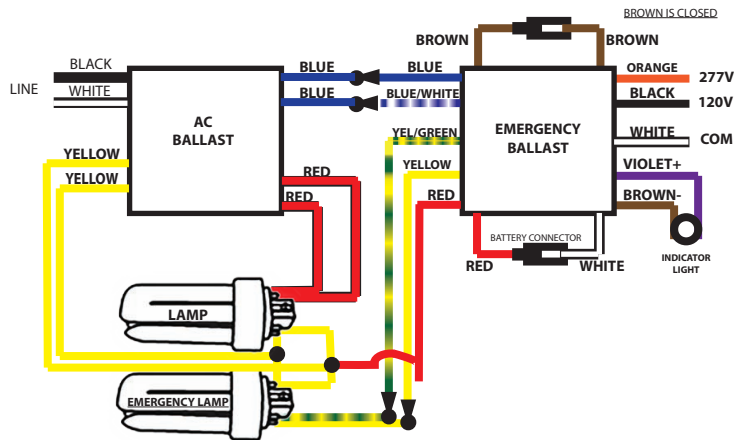 BROWN IS CLOSED
BROWN
BROWN
BLACK
LINE
WHITE
BLUE
BLUE
ORANGE
277V
BLUE
BLUE/WHITE
BLACK
120V
AC
BALLAST
EMERGENCY
BALLAST
YEL/GREEN
WHITE
COM
YELLOW
YELLOW
RED
RED
YELLOW
RED
VIOLET+
BROWN-
BATTERY CONNECTOR
RED
WHITE
INDICATOR
LIGHT
LAMP
EMERGENCY LAMP